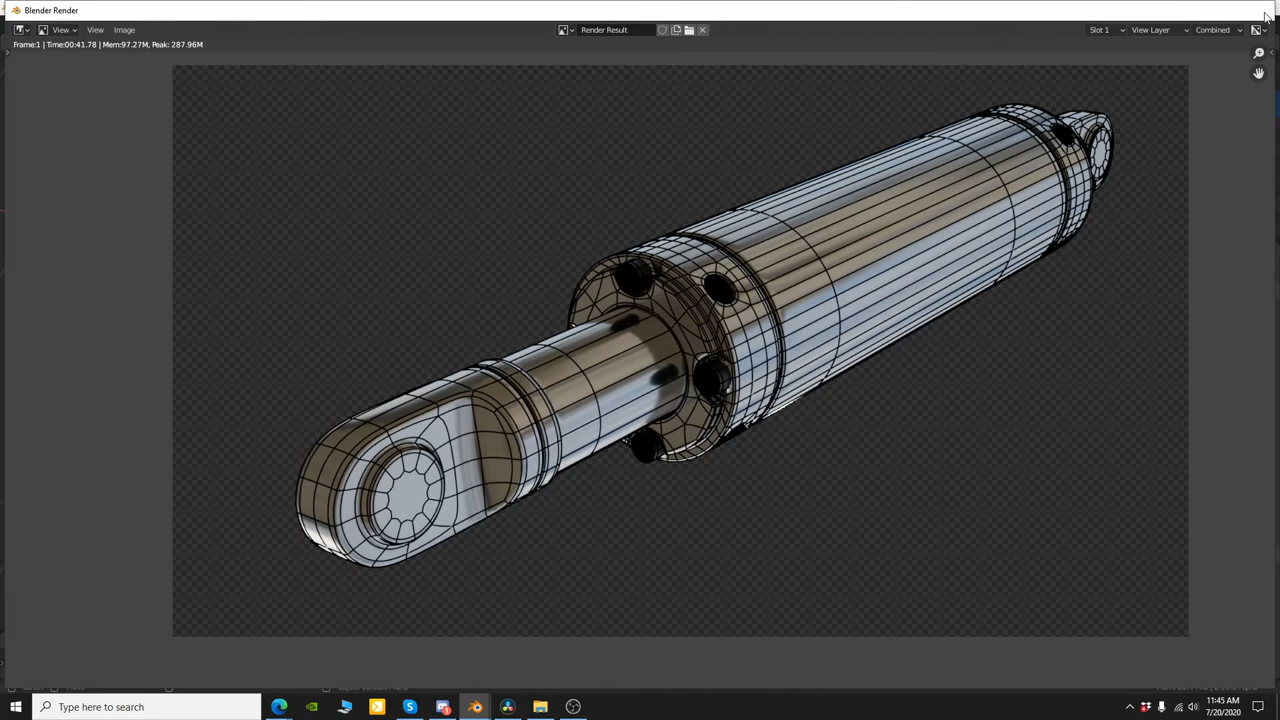 Blender Render
View View Image Render Result Slot 1 View Layer Combined
Frame:1 | Time:00:41.78 | Mem:97.27M, Peak: 287.96M
Type here to search
11:45 AM
7/20/2020